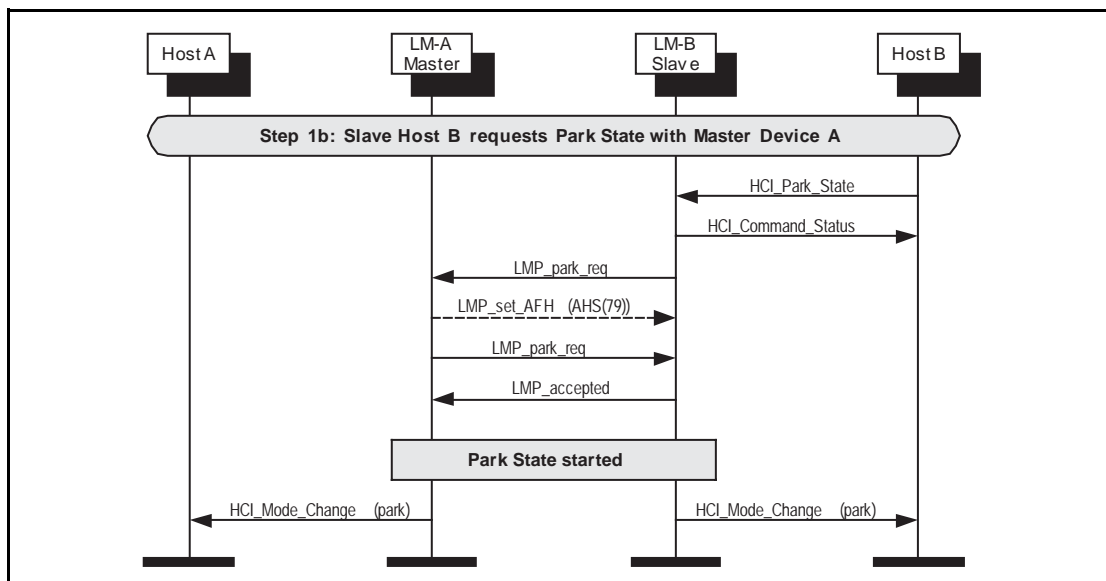 Host A
LM-A
Master
LM-B
Slave
Host B
Step 1b: Slave Host B requests Park State with Master Device A
HCI_Park_State
HCI_Command_Status
LMP_park_req
LMP_set_AFH (AHS(79))
LMP_park_req
LMP_accepted
Park State started
HCI_Mode_Change (park)
HCI_Mode_Change (park)